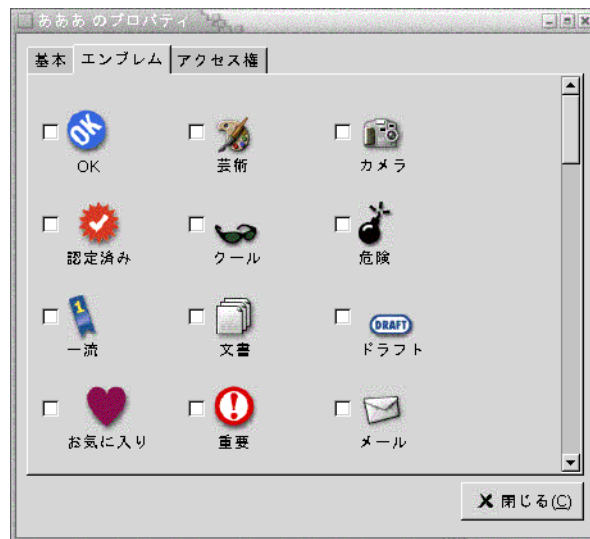 あああ のプロパティ
基本 エンブレム アクセス権
OK 芸術 カメラ
認定済み クール 危険
1
一流 文書 DRAFT
ドラフト
お気に入り 重要 メール
閉じる(C)